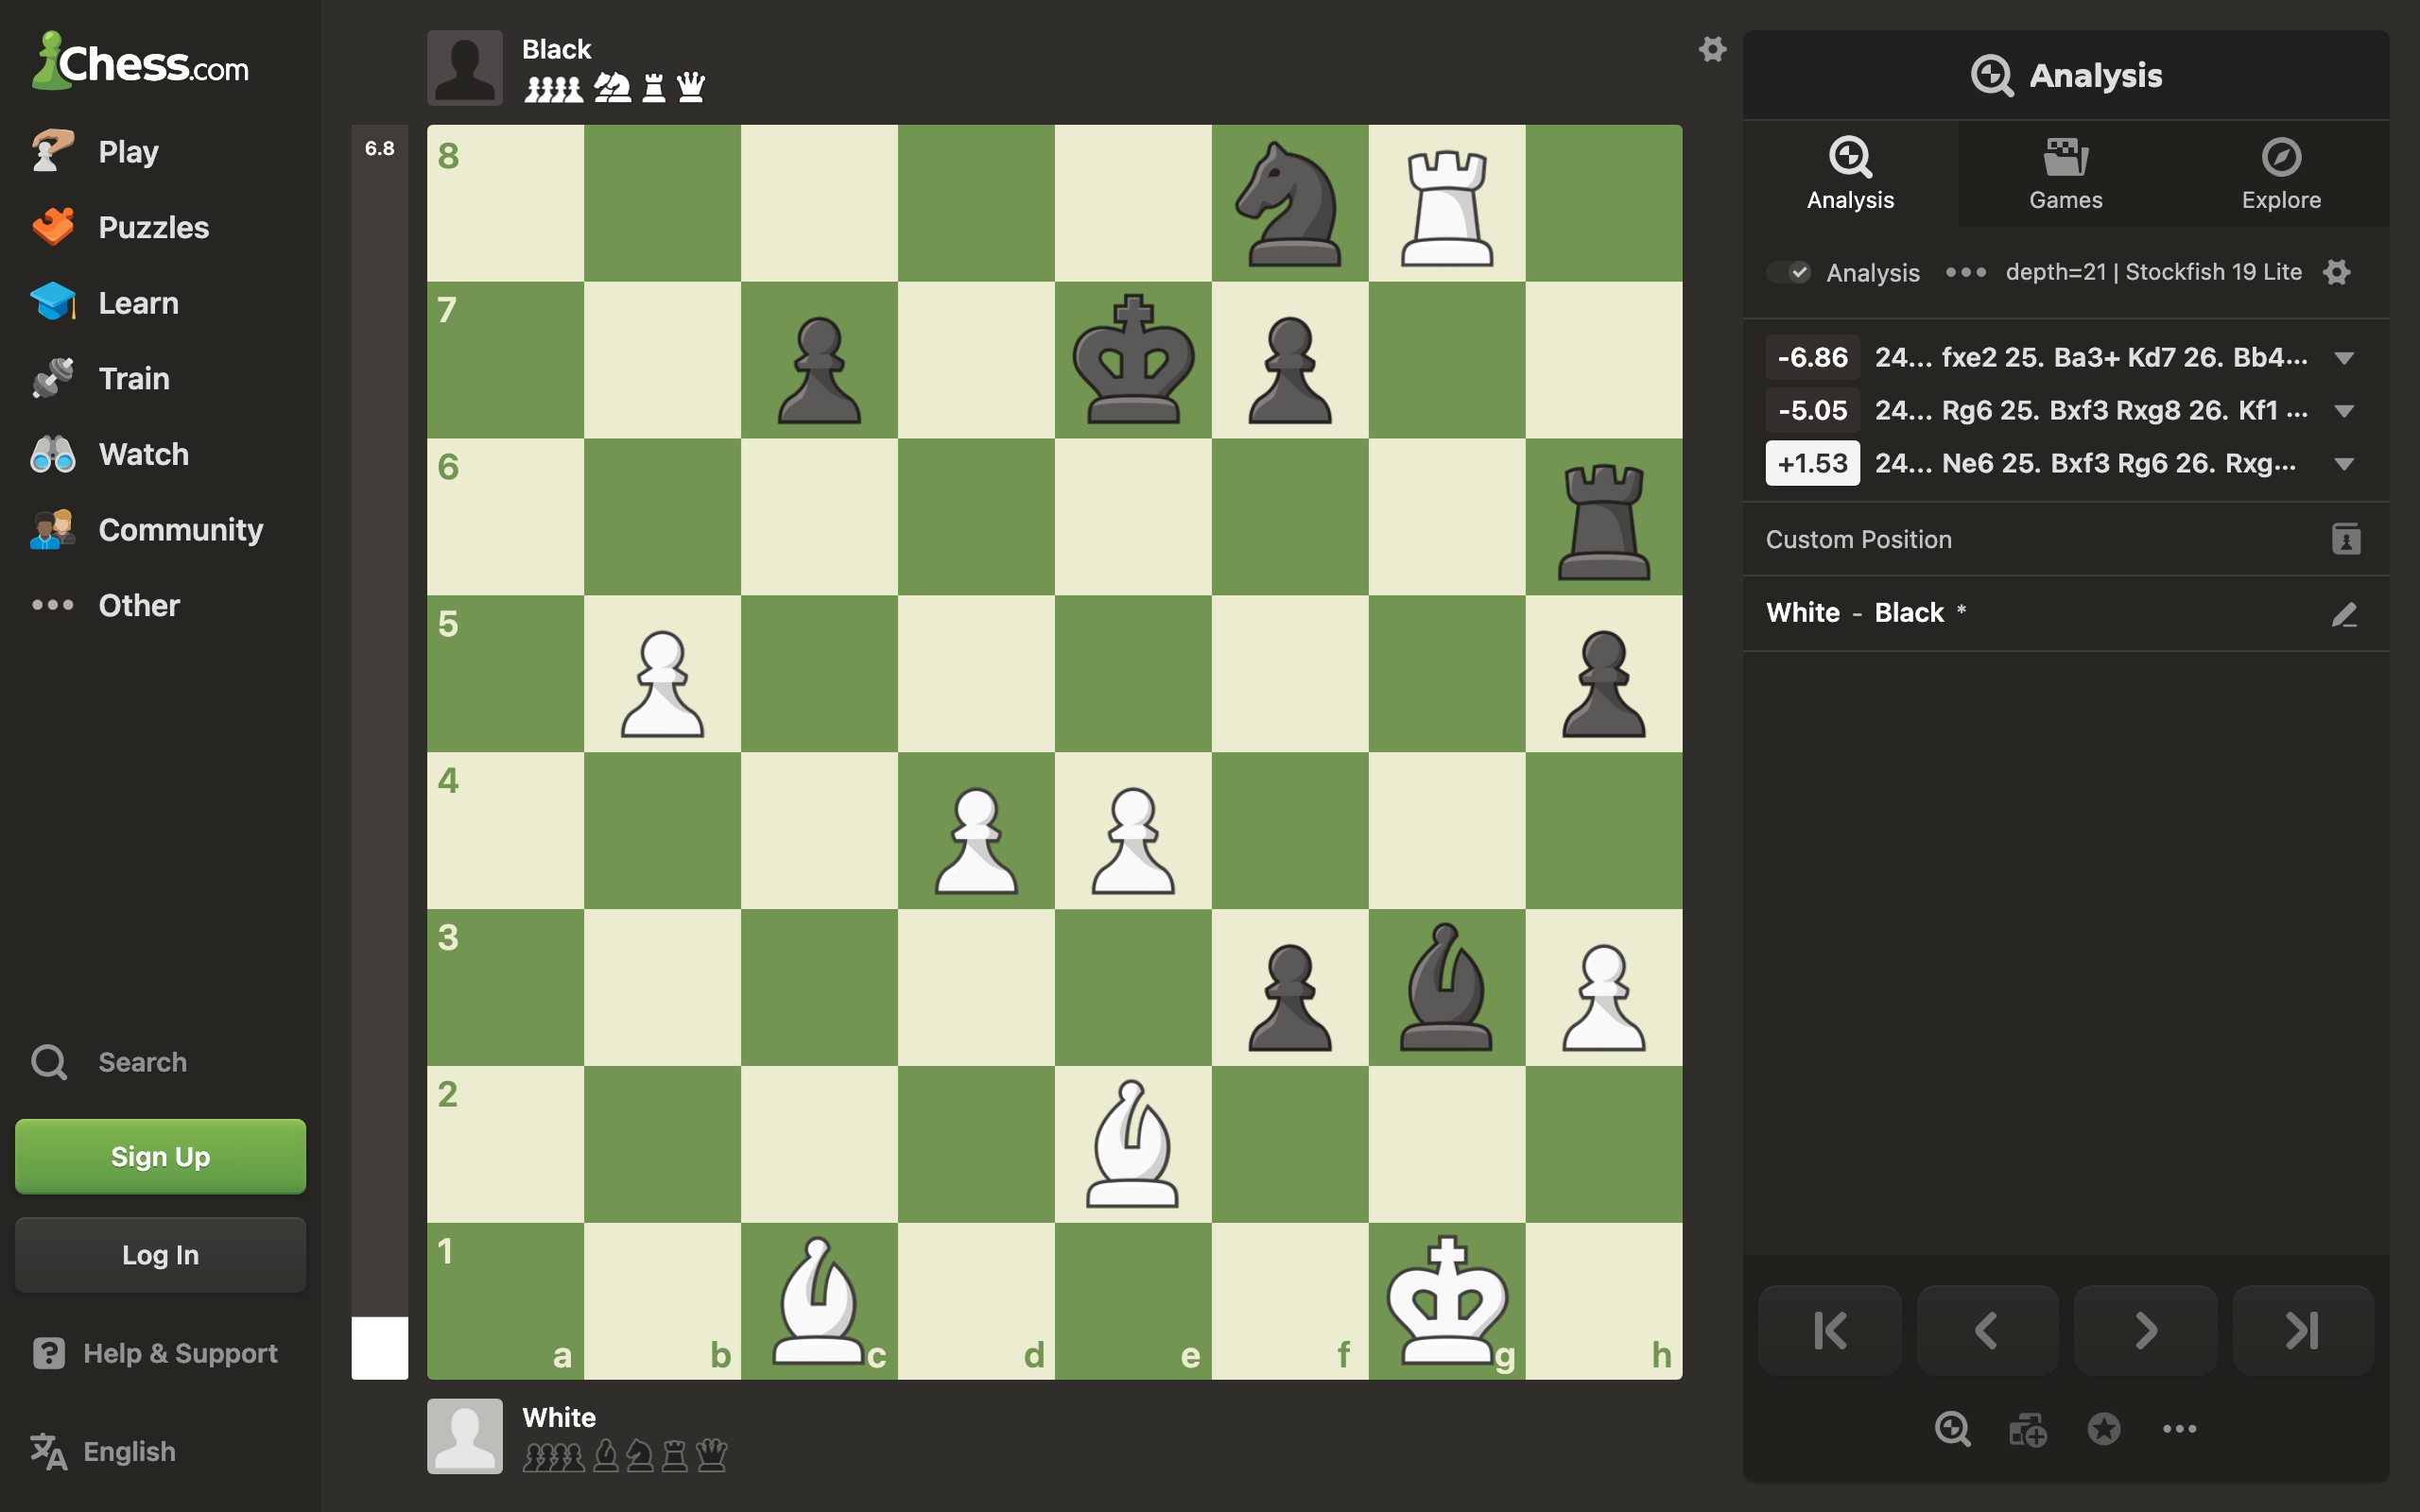 Chess.com
Play
Puzzles
Learn
Train
Watch
Community
Other
Search
Sign Up
Log In
Help & Support
English
Black
6.8
8
7
6
5
4
3
2
1
a b c d e f g h
White
Analysis
Analysis Games Explore
Analysis depth=21 | Stockfish 19 Lite
-6.86 24... fxe2 25. Ba3+ Kd7 26. Bb4...
-5.05 24... Rg6 25. Bxf3 Rxg8 26. Kf1 ...
+1.53 24... Ne6 25. Bxf3 Rg6 26. Rxg...
Custom Position
White - Black *